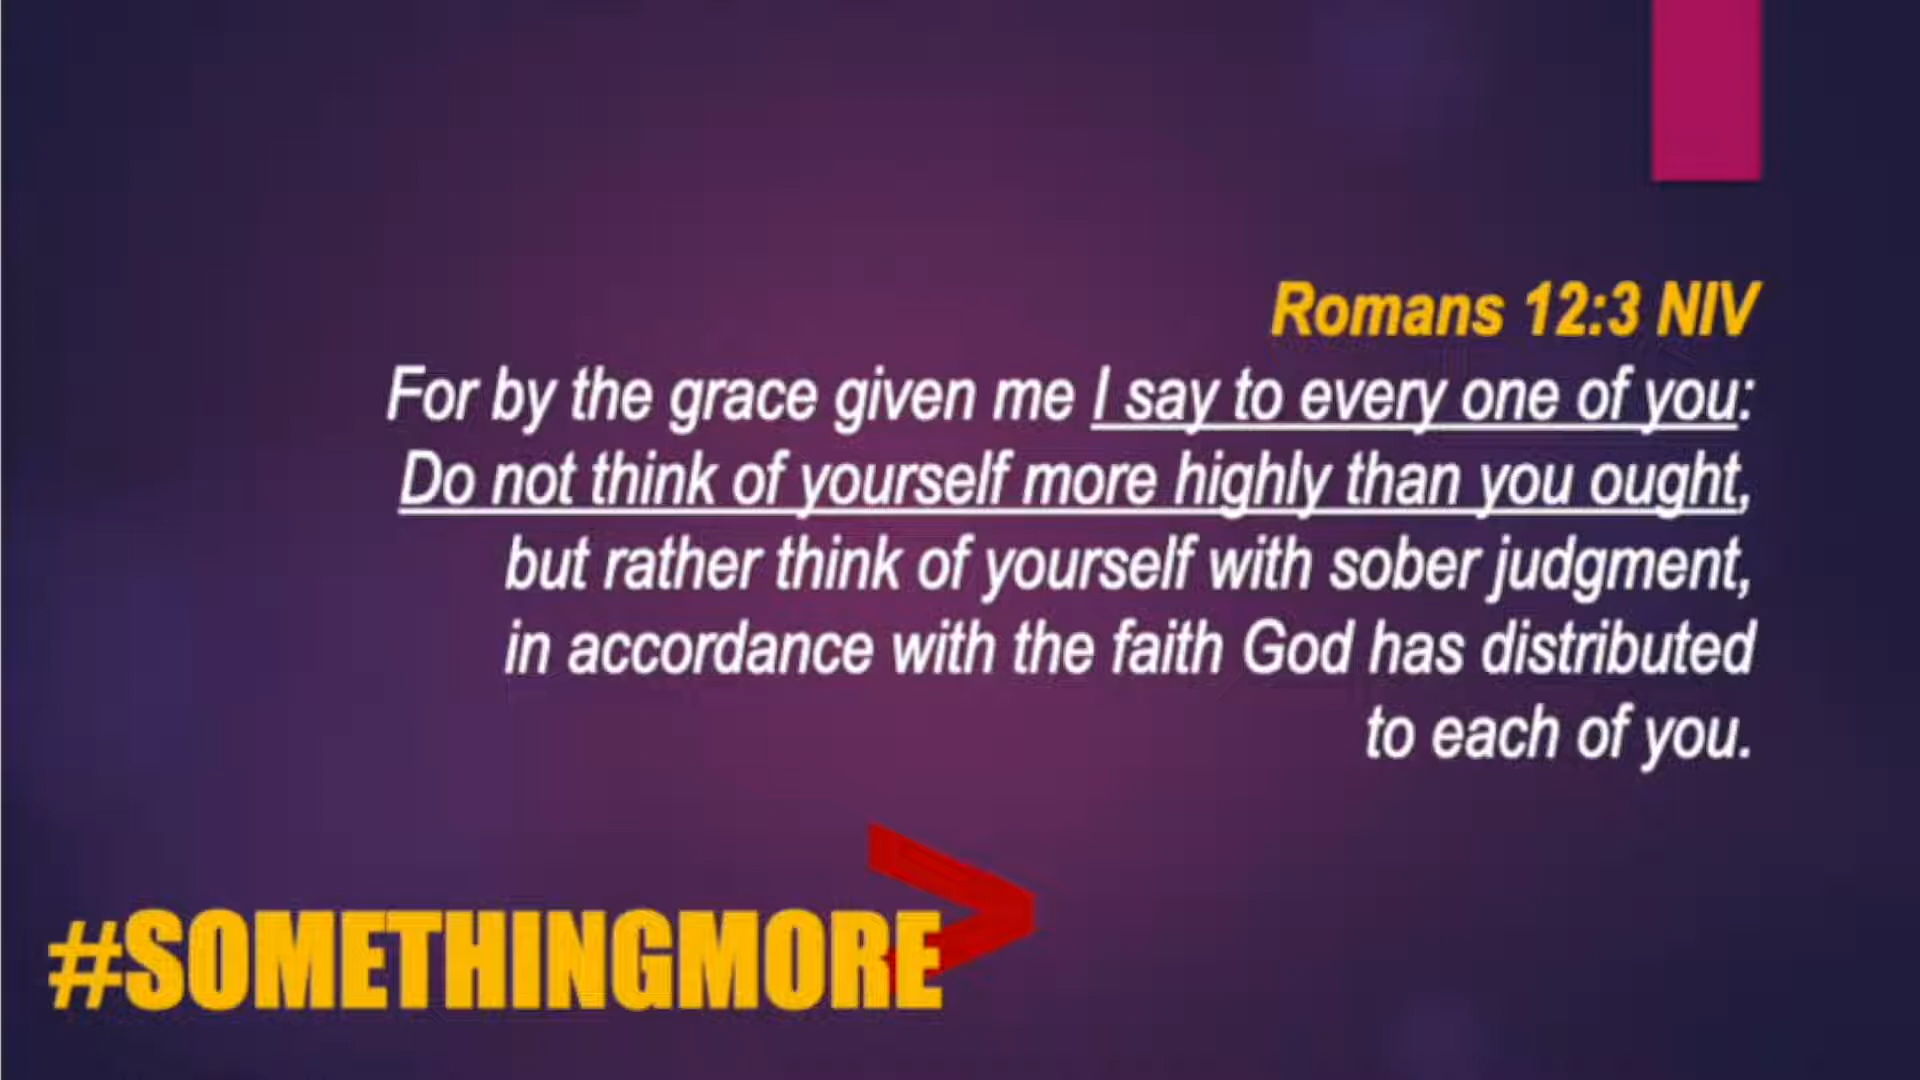 Romans 12:3 NIV
For by the grace given me I say to every one of you:
Do not think of yourself more highly than you ought,
but rather think of yourself with sober judgment,
in accordance with the faith God has distributed
to each of you.
#SOMETHINGMORE>